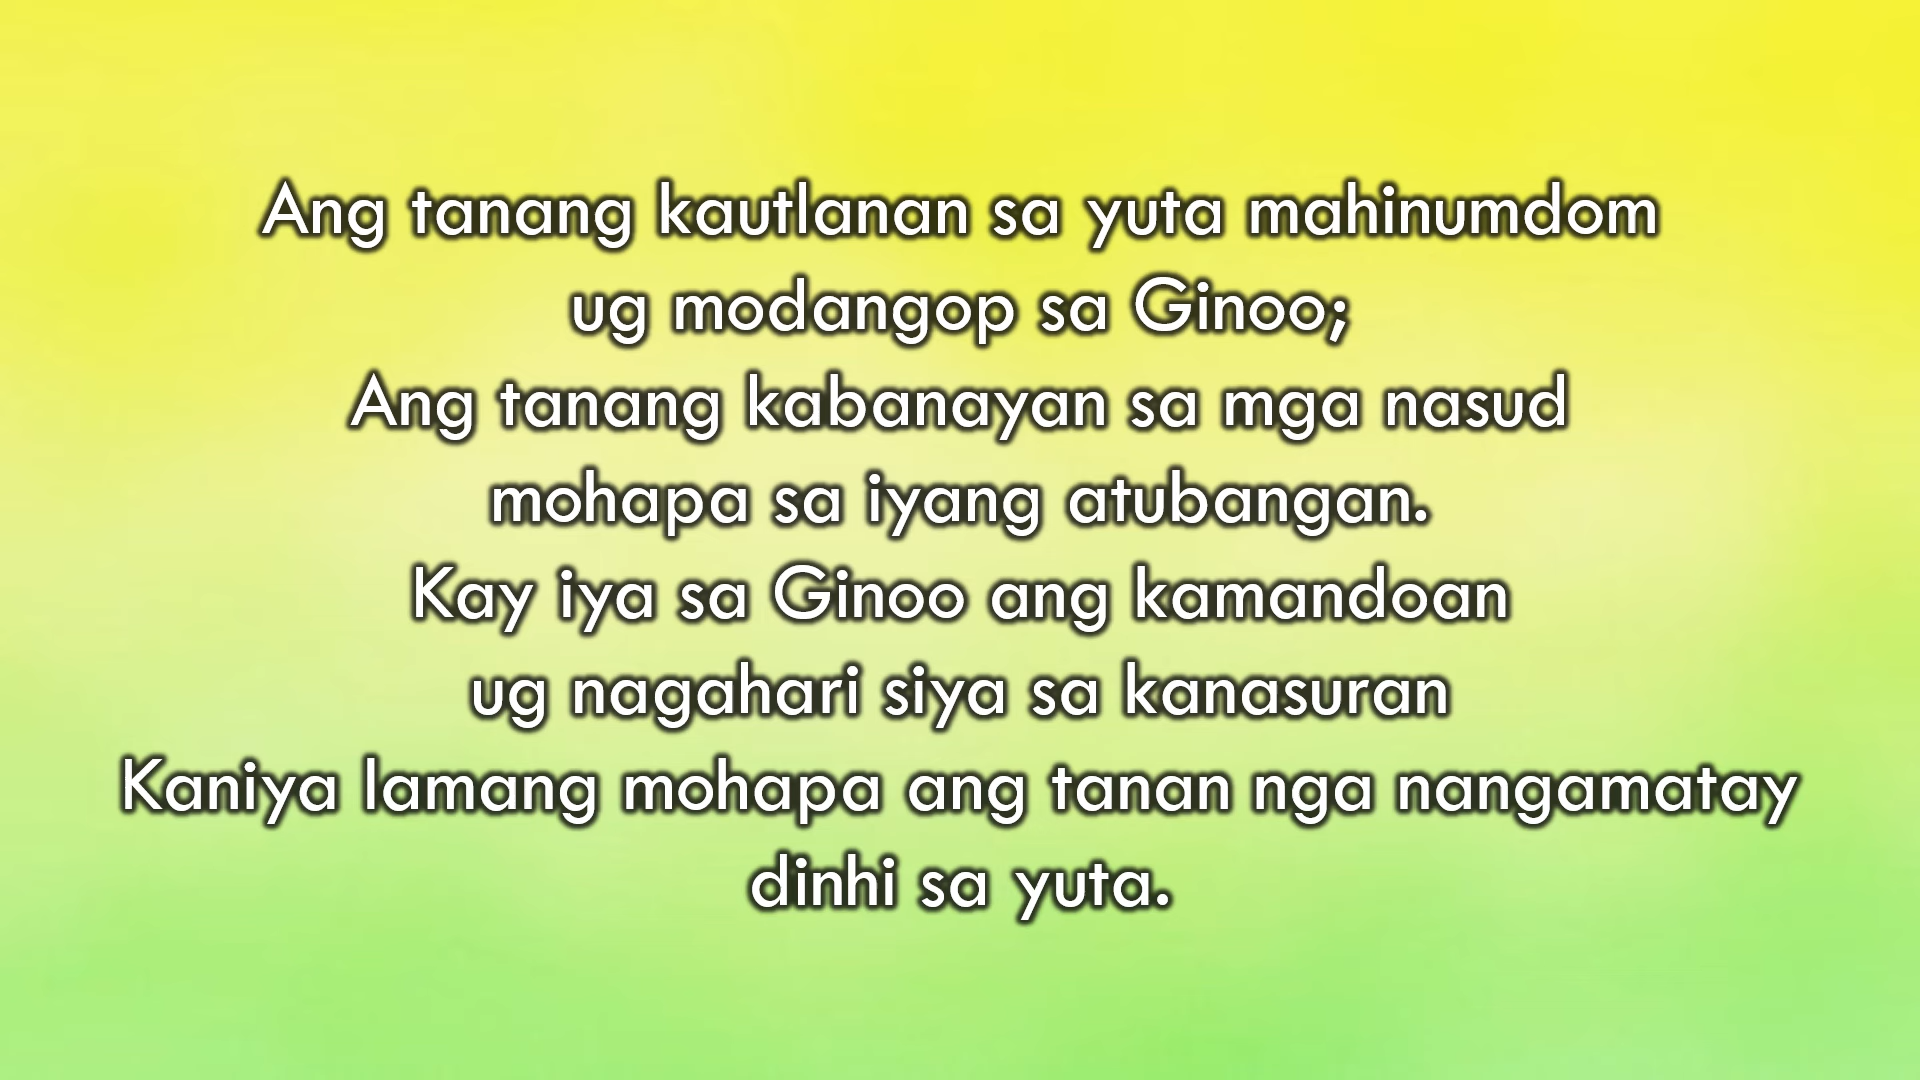 Ang tanang kautlanan sa yuta mahinumdom
ug modangop sa Ginoo;
Ang tanang kabanayan sa mga nasud
mohapa sa iyang atubangan.
Kay iya sa Ginoo ang kamandoan
ug nagahari siya sa kanasuran
Kaniya lamang mohapa ang tanan nga nangamatay
dinhi sa yuta.